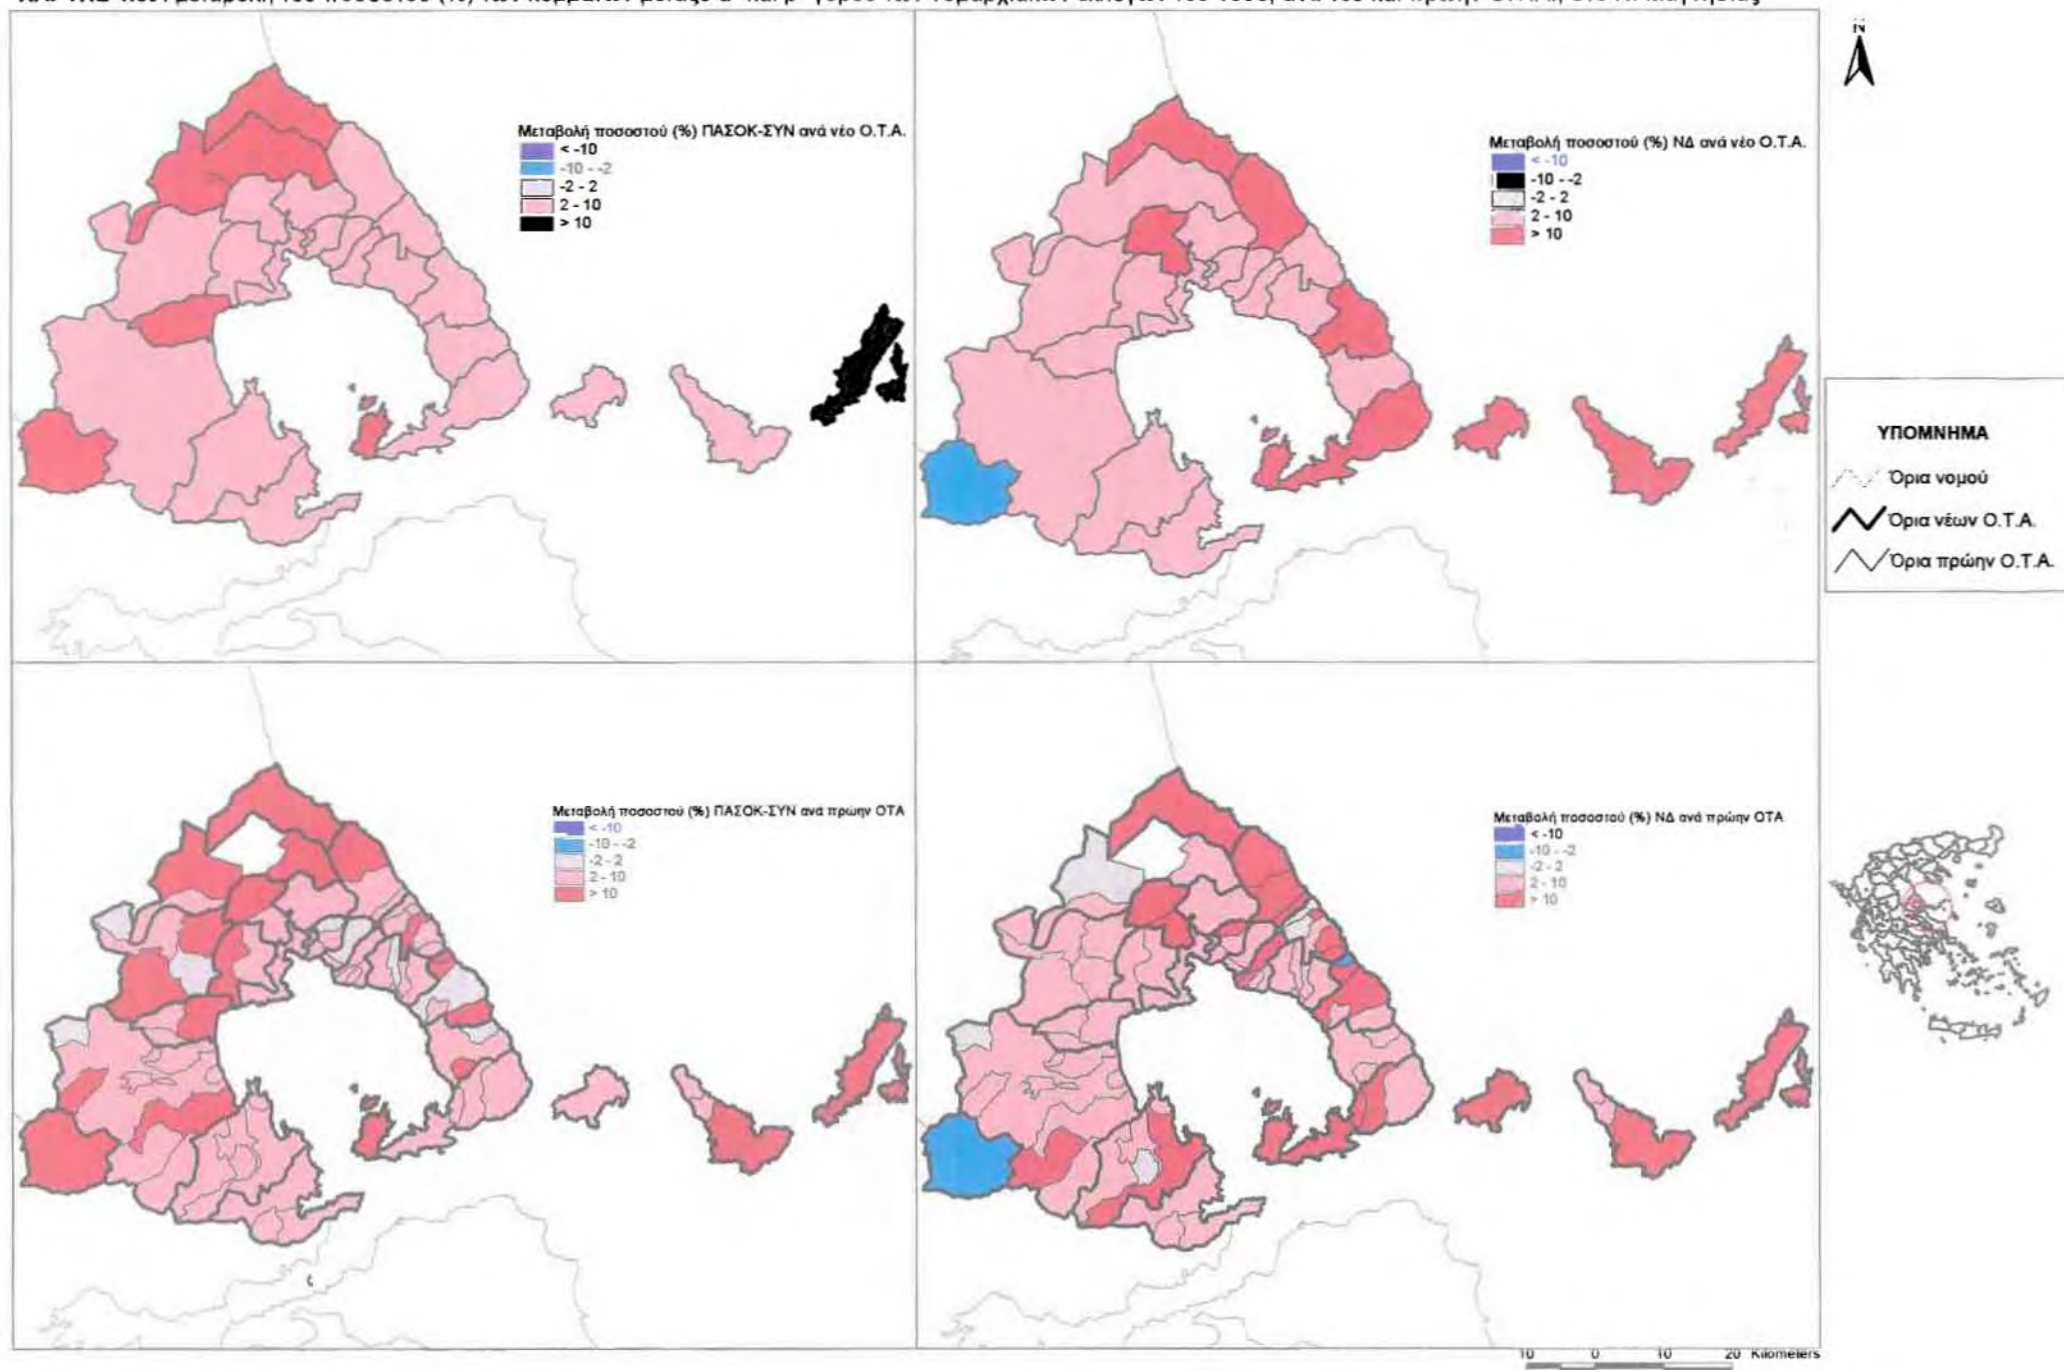 N
Μεταβολή ποσοστού (%) ΠΑΣΟΚ-ΣΥΝ ανά νέο Ο.Τ.Α.
< -10
-10 - -2
-2 - 2
2 - 10
> 10
Μεταβολή ποσοστού (%) ΝΔ ανά νέο Ο.Τ.Α.
< -10
-10 - -2
-2 - 2
2 - 10
> 10
ΥΠΟΜΝΗΜΑ
Όρια νομού
Όρια νέων Ο.Τ.Α.
Όρια πρώην Ο.Τ.Α.
Μεταβολή ποσοστού (%) ΠΑΣΟΚ-ΣΥΝ ανά πρώην ΟΤΑ
< -10
-10 - -2
-2 - 2
2 - 10
> 10
Μεταβολή ποσοστού (%) ΝΔ ανά πρώην ΟΤΑ
< -10
-10 - -2
-2 - 2
2 - 10
> 10
10 0 10 20 Kilometers